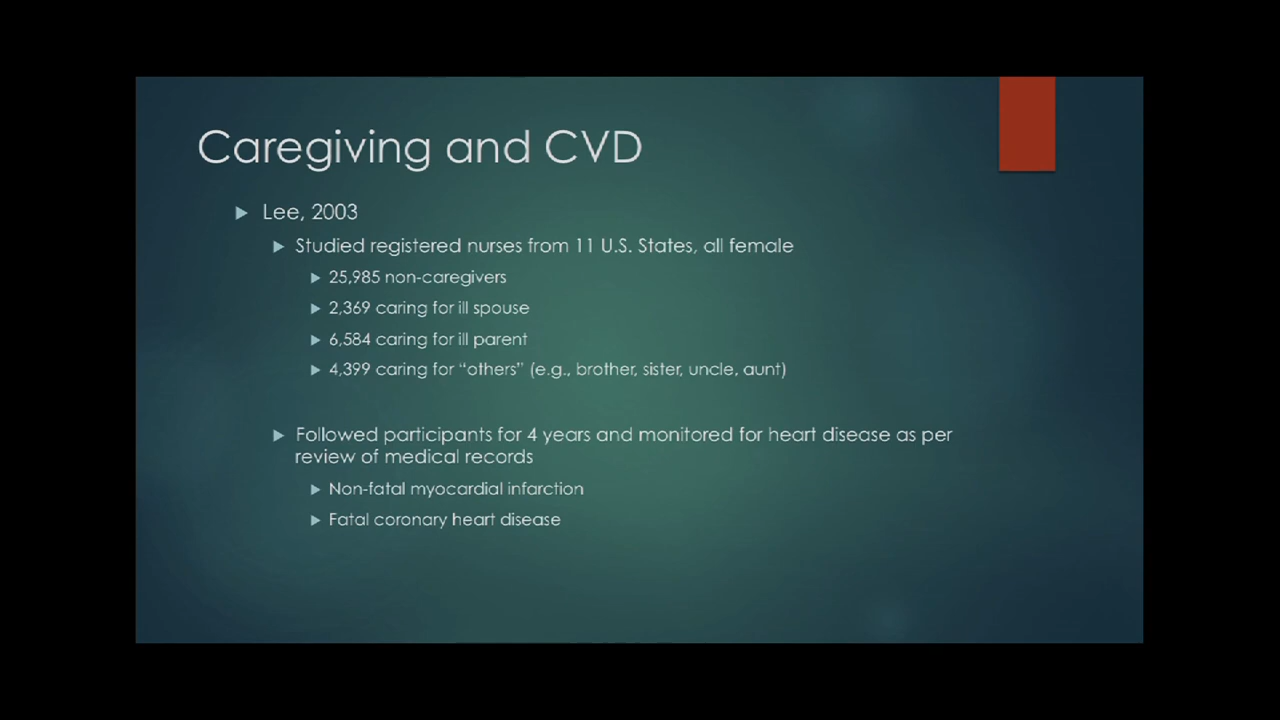 Caregiving and CVD
Lee, 2003
Studied registered nurses from 11 U.S. States, all female
25,985 non-caregivers
2,369 caring for ill spouse
6,584 caring for ill parent
4,399 caring for “others” (e.g., brother, sister, uncle, aunt)
Followed participants for 4 years and monitored for heart disease as per
review of medical records
Non-fatal myocardial infarction
Fatal coronary heart disease